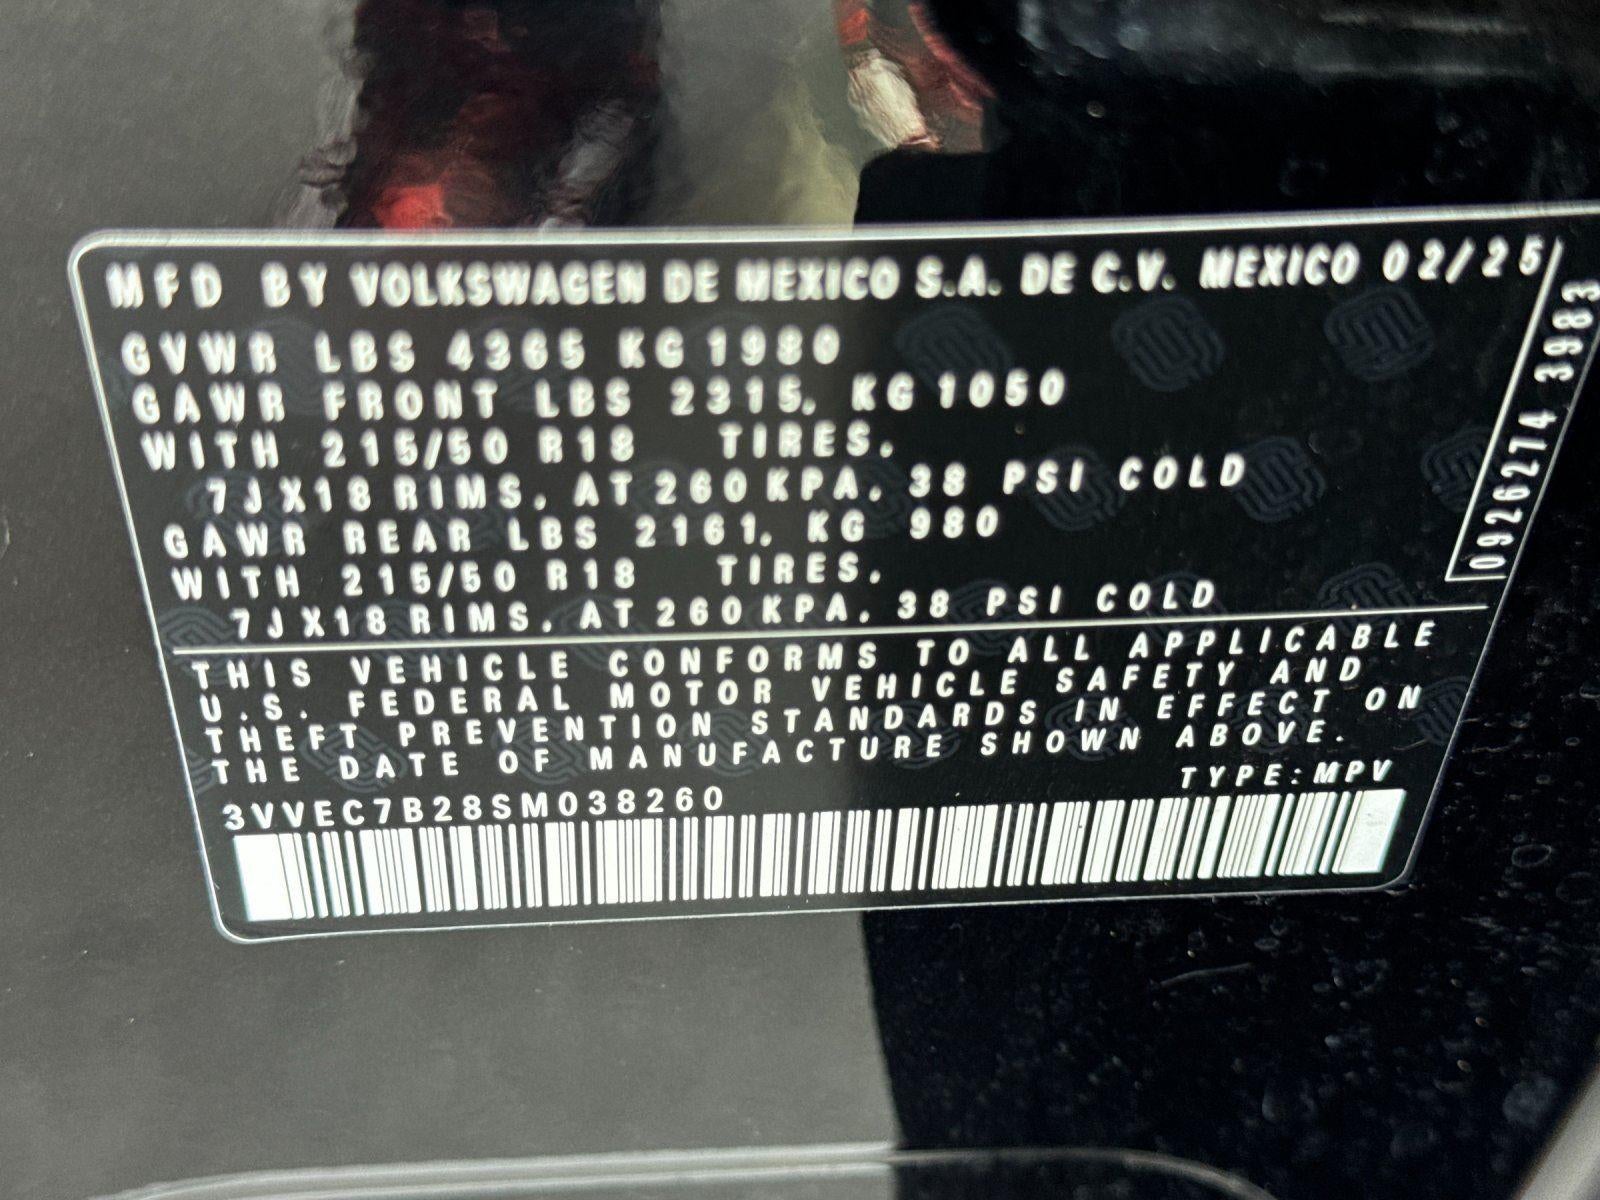 MFD BY VOLKSWAGEN DE MEXICO S.A. DE C.V. MEXICO 02/25
GVWR LBS 4365 KG 1980
GAWR FRONT LBS 2315, KG 1050
WITH 215/50 R18 TIRES,
7JX18 RIMS, AT 260 KPA, 38 PSI COLD
GAWR REAR LBS 2161, KG 980
WITH 215/50 R18 TIRES,
7JX18 RIMS, AT 260 KPA, 38 PSI COLD
0926274 3983
THIS VEHICLE CONFORMS TO ALL APPLICABLE
U.S. FEDERAL MOTOR VEHICLE SAFETY AND
THEFT PREVENTION STANDARDS IN EFFECT ON
THE DATE OF MANUFACTURE SHOWN ABOVE.
TYPE: MPV
3VVEC7B28SM038260